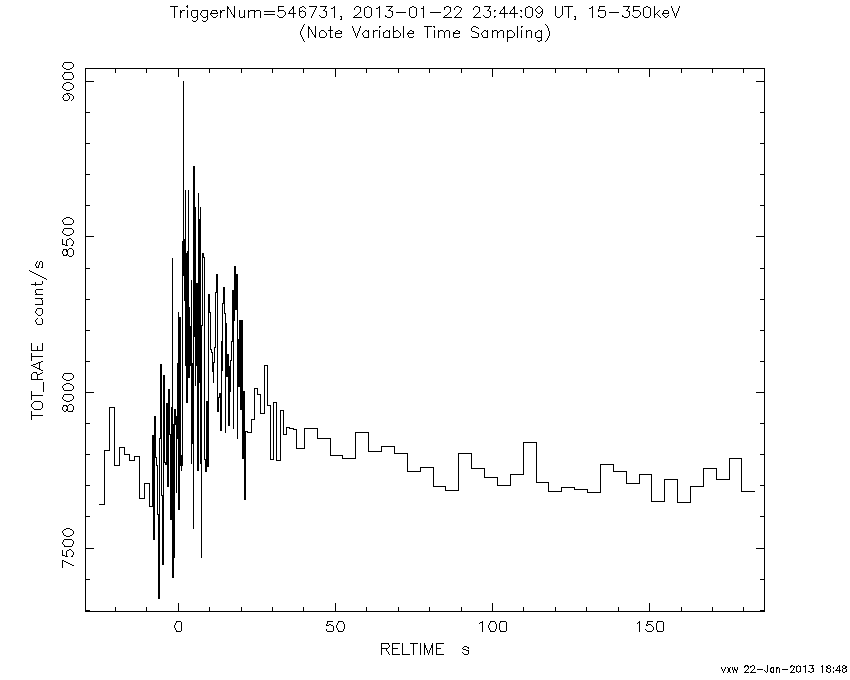 TriggerNum=546731, 2013-01-22 23:44:09 UT, 15-350keV
(Note Variable Time Sampling)
9000
8500
8000
7500
TOT_RATE count/s
0 50 100 150
RELTIME s
vxw 22-Jan-2013 18:48